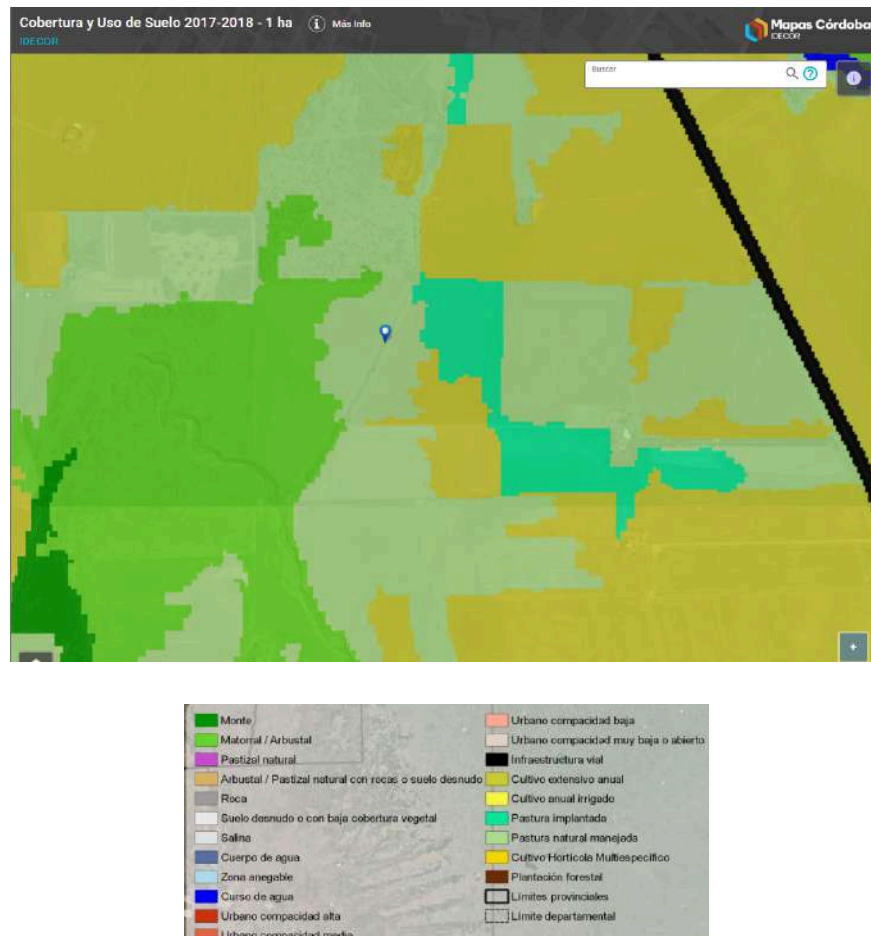 Cobertura y Uso de Suelo 2017-2018 - 1 ha
i
Más Info
IDECOR
Mapas Córdoba
IDECOR
Buscar
?
i
+
Monte
Matorral / Arbustal
Pastizal natural
Arbustal / Pastizal natural con rocas o suelo desnudo
Roca
Suelo desnudo o con baja cobertura vegetal
Salina
Cuerpo de agua
Zona anegable
Curso de agua
Urbano compacidad alta
Urbano compacidad media
Urbano compacidad baja
Urbano compacidad muy baja o abierto
Infraestructura vial
Cultivo extensivo anual
Cultivo anual irrigado
Pastura implantada
Pastura natural manejada
Cultivo Hortícola Multiespecífico
Plantación forestal
Límites provinciales
Límite departamental